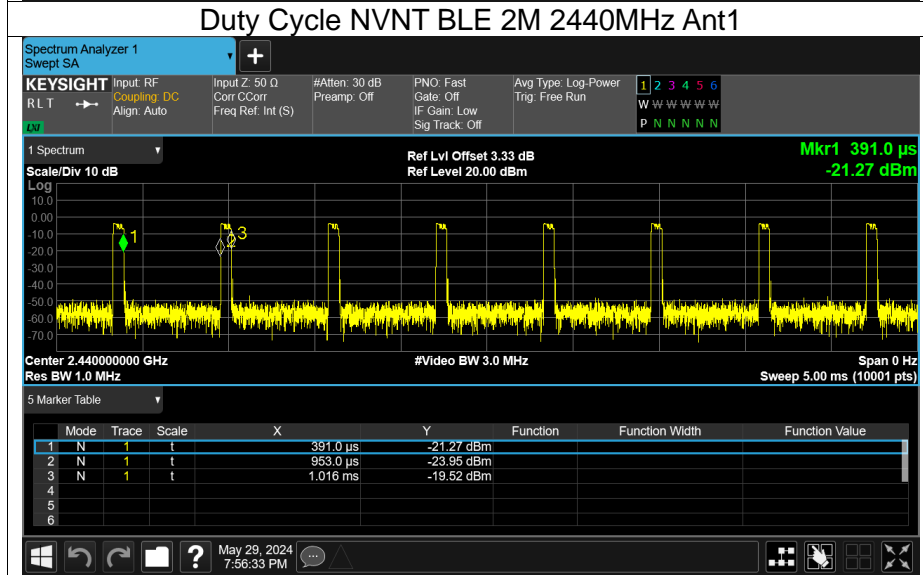 Duty Cycle NVNT BLE 2M 2440MHz Ant1
Spectrum Analyzer 1
Swept SA
+
KEYSIGHT Input: RF Input Z: 50 Ω #Atten: 30 dB PNO: Fast Avg Type: Log-Power 1 2 3 4 5 6
RLT Coupling: DC Corr CCorr Preamp: Off Gate: Off Trig: Free Run
Align: Auto Freq Ref: Int (S) IF Gain: Low W W W W W W
LXI Sig Track: Off P N N N N N
1 Spectrum Ref Lvl Offset 3.33 dB Mkr1 391.0 µs
Scale/Div 10 dB Ref Level 20.00 dBm -21.27 dBm
Log
10.0
0.00
-10.0
-20.0
-30.0
-40.0
-50.0
-60.0
-70.0
1
2
3
Center 2.440000000 GHz #Video BW 3.0 MHz Span 0 Hz
Res BW 1.0 MHz Sweep 5.00 ms (10001 pts)
5 Marker Table
Mode Trace Scale X Y Function Function Width Function Value
1 N 1 t 391.0 µs -21.27 dBm
2 N 1 t 953.0 µs -23.95 dBm
3 N 1 t 1.016 ms -19.52 dBm
4
5
6
? May 29, 2024
7:56:33 PM